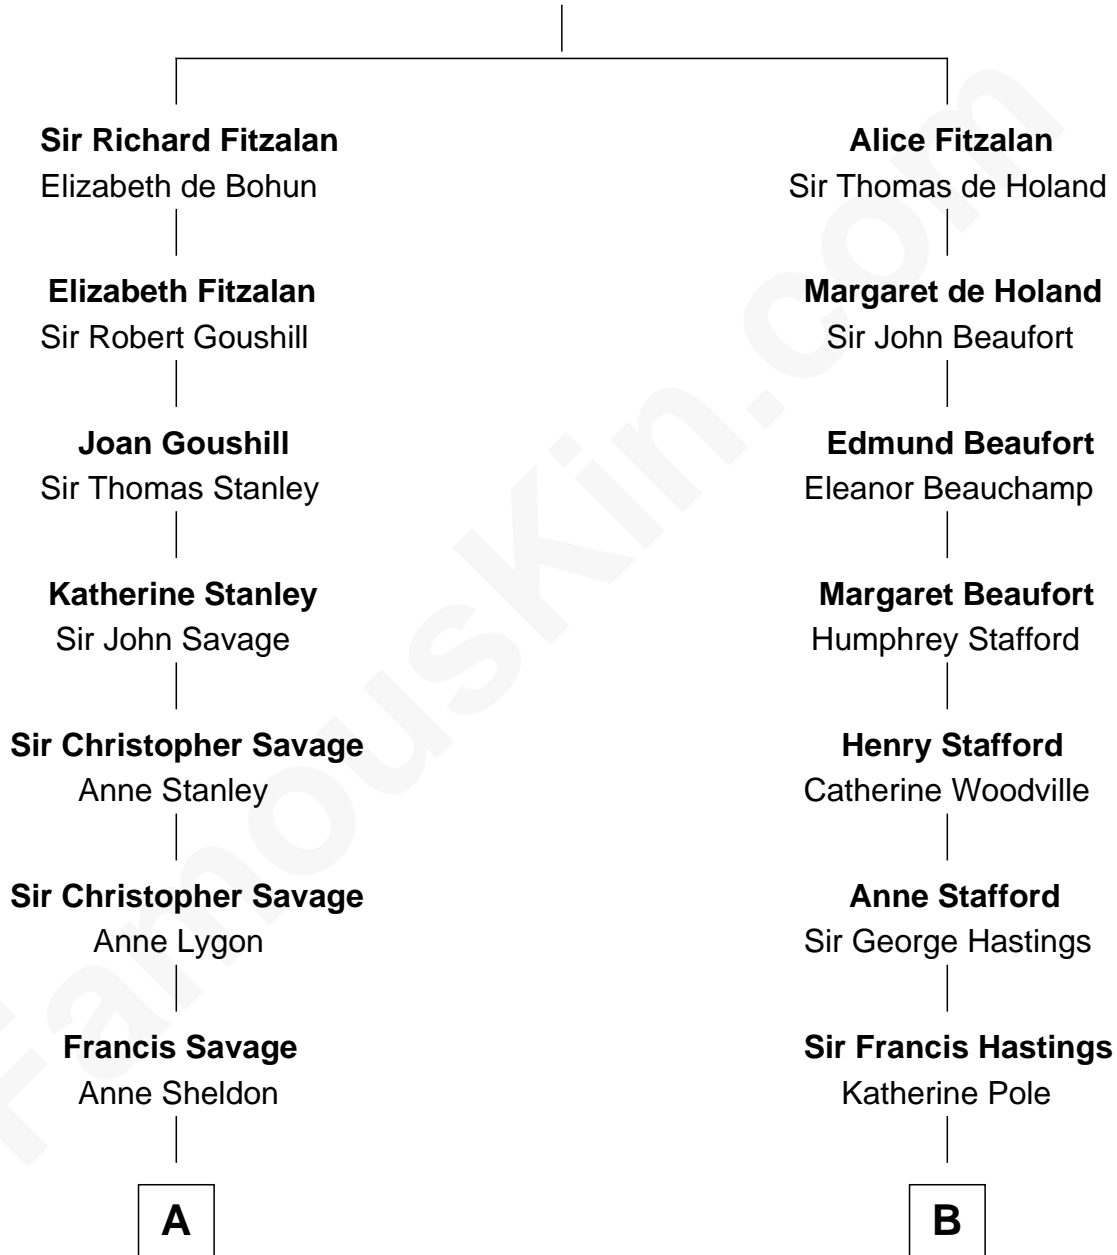 Sir Richard Fitzalan
Elizabeth de Bohun
Elizabeth Fitzalan
Sir Robert Goushill
Joan Goushill
Sir Thomas Stanley
Katherine Stanley
Sir John Savage
Sir Christopher Savage
Anne Stanley
Sir Christopher Savage
Anne Lygon
Francis Savage
Anne Sheldon
A
Alice Fitzalan
Sir Thomas de Holand
Margaret de Holand
Sir John Beaufort
Edmund Beaufort
Eleanor Beauchamp
Margaret Beaufort
Humphrey Stafford
Henry Stafford
Catherine Woodville
Anne Stafford
Sir George Hastings
Sir Francis Hastings
Katherine Pole
B
FamousKin.com